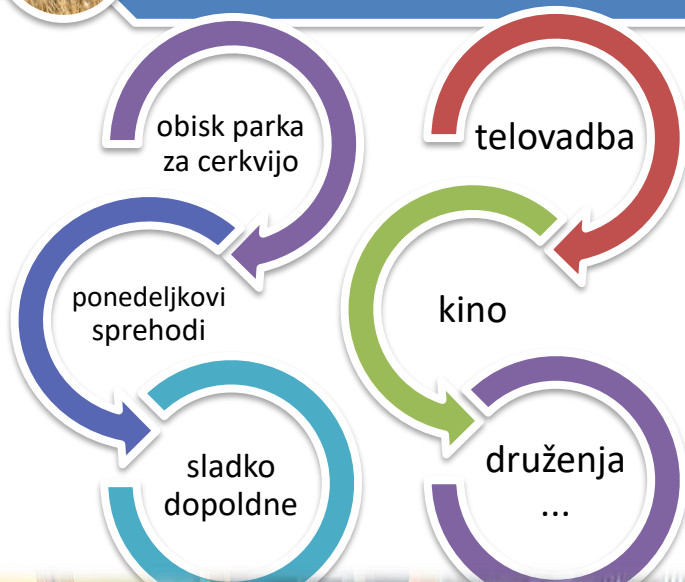 obisk parka
za cerkvijo
ponedeljkovi
sprehodi
sladko
dopoldne
telovadba
kino
druženja
...